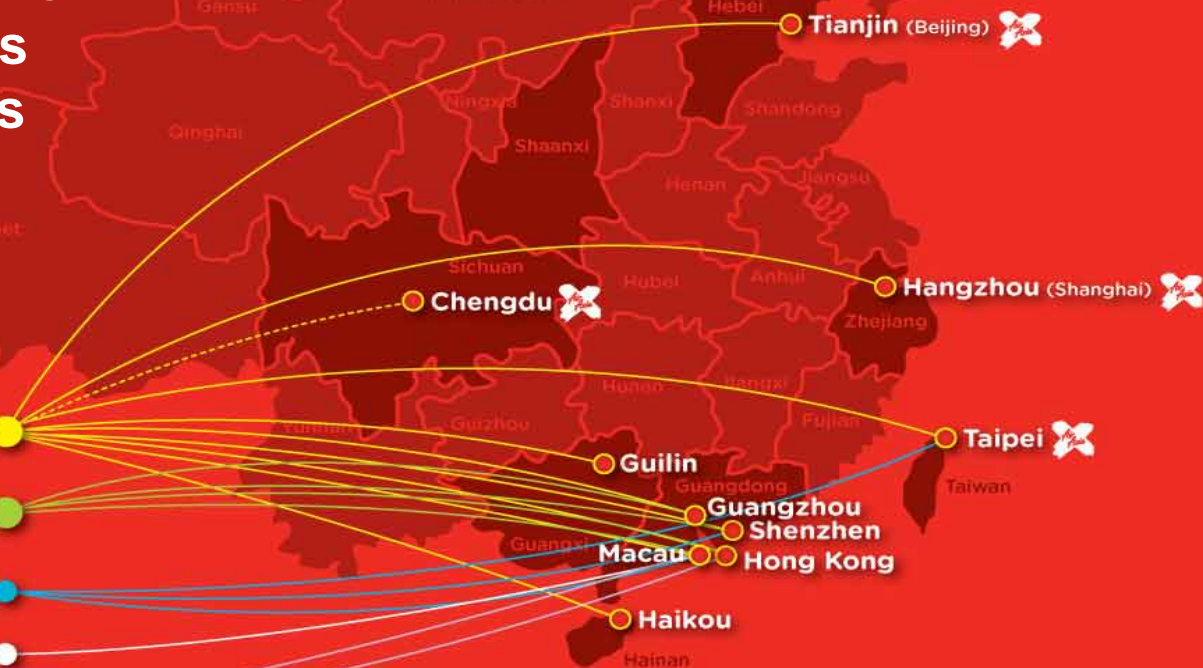 Gansu
Hebei
Tianjin (Beijing)
s
s
Ningxia
Shanxi
Shandong
Qinghai
Shaanxi
Henan
Jiangsu
et
Sichuan
Hubei
Anhui
Hangzhou (Shanghai)
Chengdu
Zhejiang
Hunan
Jiangxi
Yunnan
Guizhou
Fujian
Taipei
Guilin
Guangdong
Taiwan
Guangzhou
Shenzhen
Guangxi
Macau
Hong Kong
Haikou
Hainan